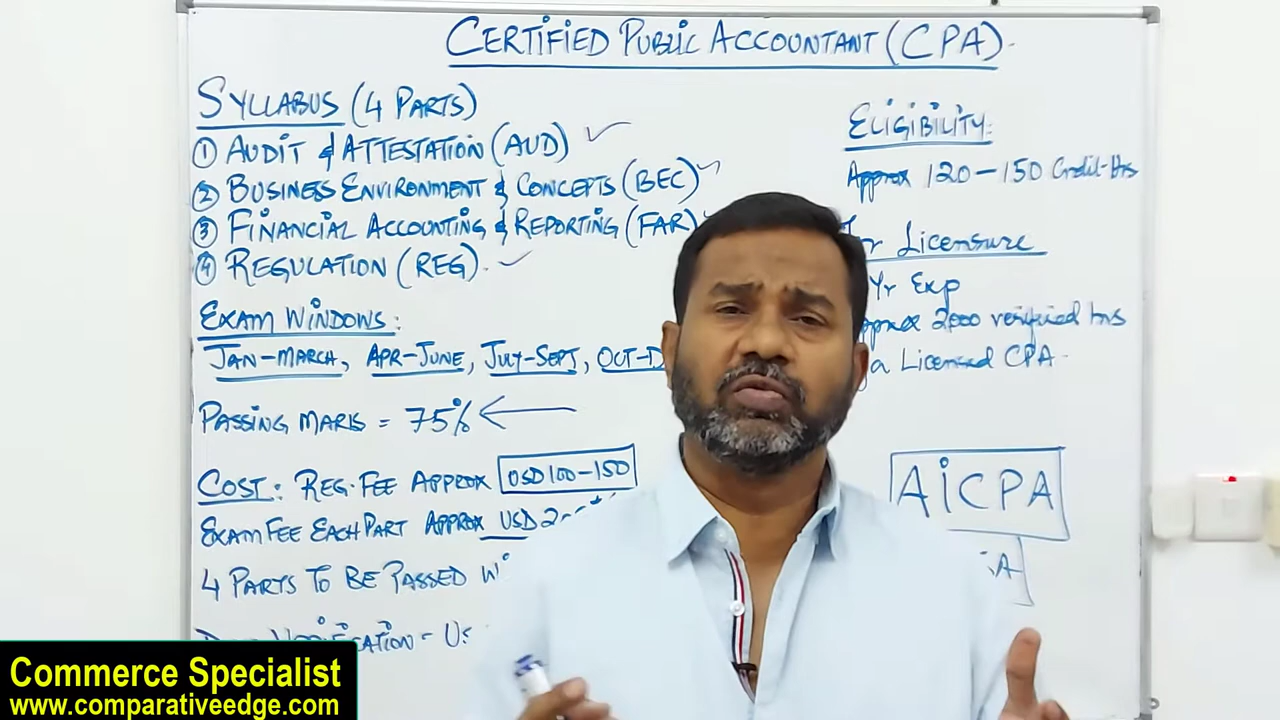 CERTIFIED PUBLIC ACCOUNTANT (CPA).
SYLLABUS (4 PARTS)
① AUDIT & ATTESTATION (AUD)
② BUSINESS ENVIRONMENT & CONCEPTS (BEC)
③ FINANCIAL ACCOUNTING & REPORTING (FAR)
④ REGULATION (REG).
EXAM WINDOWS:
JAN-MARCH, APR-JUNE, JULY-SEPT, OCT-D
PASSING MARKS = 75%
COST: REG. FEE APPROX USD 100-150
EXAM FEE EACH PART APPROX USD
4 PARTS TO BE PASSED
ELIGIBILITY:
Approx 120-150 Credit-Hrs
Licensure
Yr Exp
2000 verified hrs
a Licensed CPA.
AiCPA
Commerce Specialist
www.comparativeedge.com